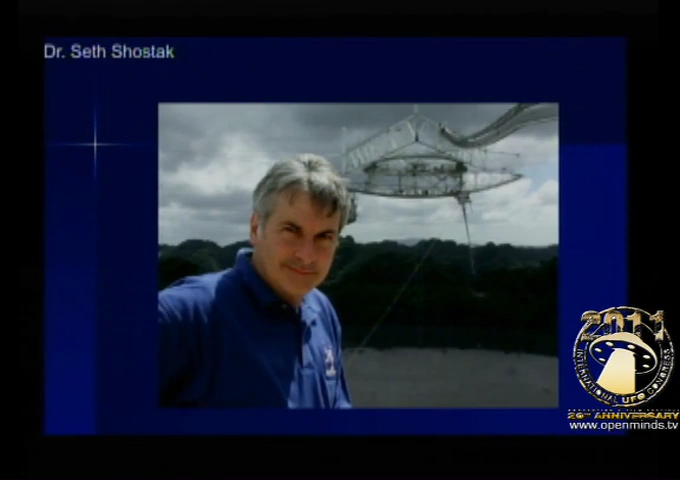 Dr. Seth Shostak
2011
INTERNATIONAL UFO CONGRESS
20TH ANNIVERSARY
www.openminds.tv